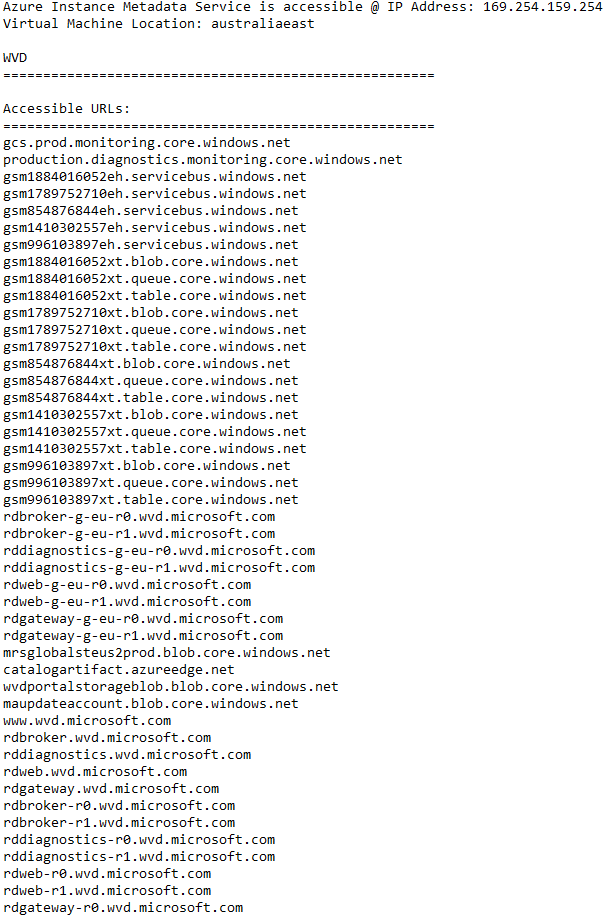 Azure Instance Metadata Service is accessible @ IP Address: 169.254.159.254
Virtual Machine Location: australiaeast
WVD
======================================================
Accessible URLs:
======================================================
gcs.prod.monitoring.core.windows.net
production.diagnostics.monitoring.core.windows.net
gsm1884016052eh.servicebus.windows.net
gsm1789752710eh.servicebus.windows.net
gsm854876844eh.servicebus.windows.net
gsm1410302557eh.servicebus.windows.net
gsm996103897eh.servicebus.windows.net
gsm1884016052xt.blob.core.windows.net
gsm1884016052xt.queue.core.windows.net
gsm1884016052xt.table.core.windows.net
gsm1789752710xt.blob.core.windows.net
gsm1789752710xt.queue.core.windows.net
gsm1789752710xt.table.core.windows.net
gsm854876844xt.blob.core.windows.net
gsm854876844xt.queue.core.windows.net
gsm854876844xt.table.core.windows.net
gsm1410302557xt.blob.core.windows.net
gsm1410302557xt.queue.core.windows.net
gsm1410302557xt.table.core.windows.net
gsm996103897xt.blob.core.windows.net
gsm996103897xt.queue.core.windows.net
gsm996103897xt.table.core.windows.net
rdbroker-g-eu-r0.wvd.microsoft.com
rdbroker-g-eu-r1.wvd.microsoft.com
rddiagnostics-g-eu-r0.wvd.microsoft.com
rddiagnostics-g-eu-r1.wvd.microsoft.com
rdweb-g-eu-r0.wvd.microsoft.com
rdweb-g-eu-r1.wvd.microsoft.com
rdgateway-g-eu-r0.wvd.microsoft.com
rdgateway-g-eu-r1.wvd.microsoft.com
mrsglobalsteus2prod.blob.core.windows.net
catalogartifact.azureedge.net
wvdportalstorageblob.blob.core.windows.net
maupdateaccount.blob.core.windows.net
www.wvd.microsoft.com
rdbroker.wvd.microsoft.com
rddiagnostics.wvd.microsoft.com
rdweb.wvd.microsoft.com
rdgateway.wvd.microsoft.com
rdbroker-r0.wvd.microsoft.com
rdbroker-r1.wvd.microsoft.com
rddiagnostics-r0.wvd.microsoft.com
rddiagnostics-r1.wvd.microsoft.com
rdweb-r0.wvd.microsoft.com
rdweb-r1.wvd.microsoft.com
rdgateway-r0.wvd.microsoft.com